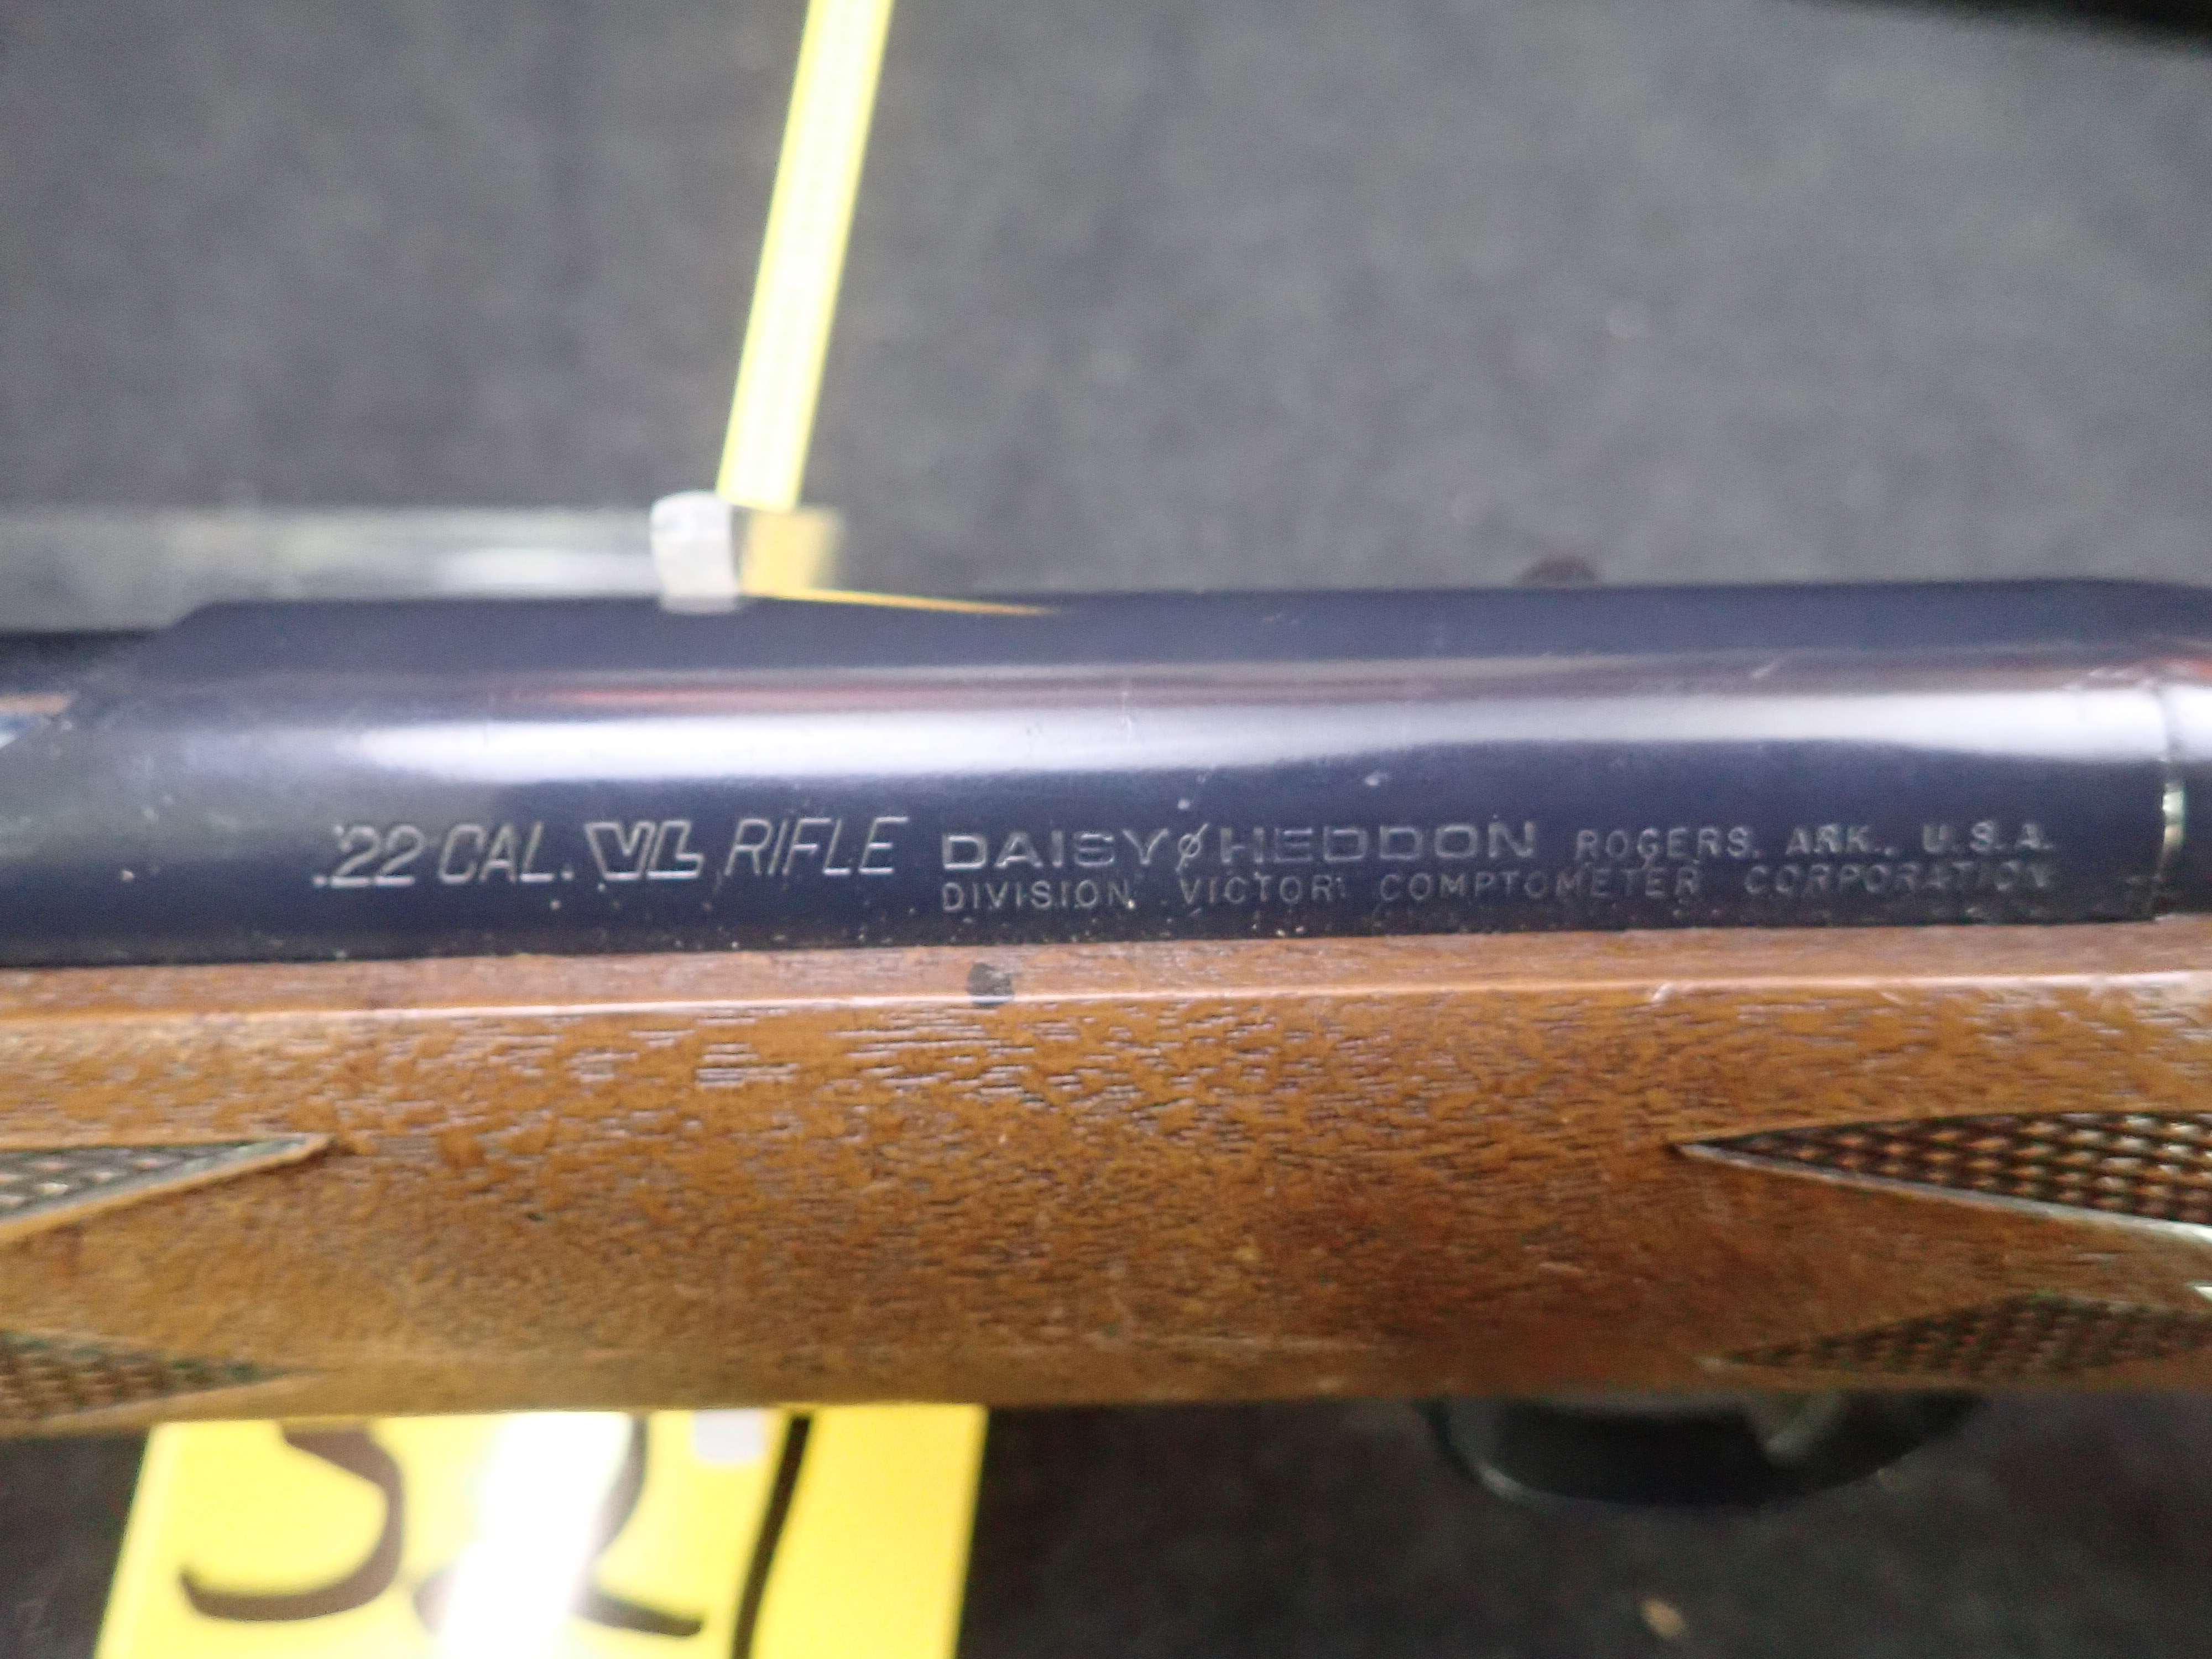 .22 CAL. VL RIFLE DAISY HEDDON ROGERS, ARK., U.S.A.
DIVISION VICTOR COMPTOMETER CORPORATION